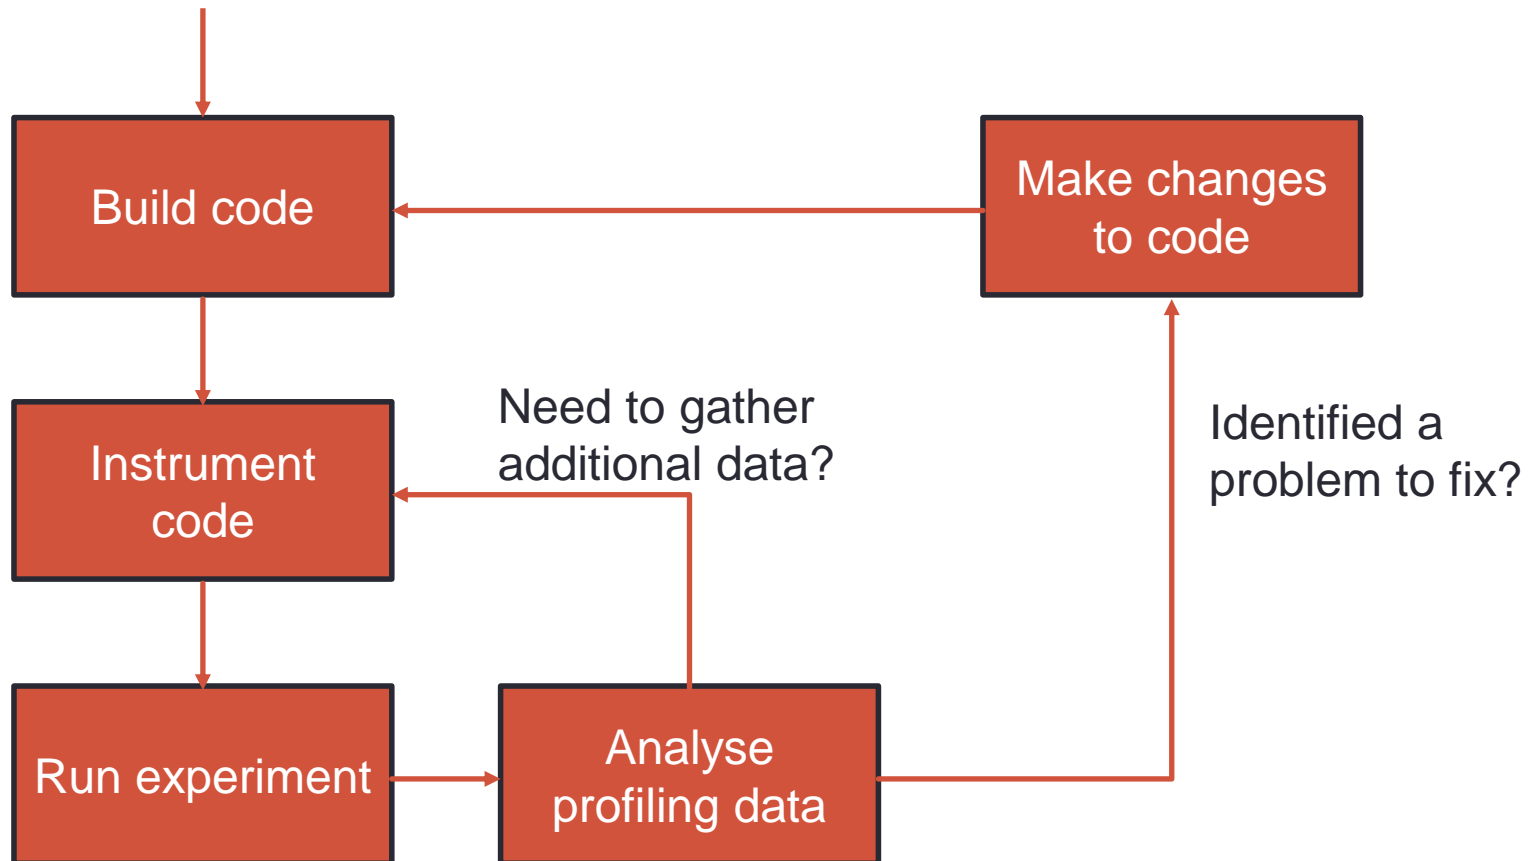 Build code
Make changes
to code
Need to gather
additional data?
Identified a
problem to fix?
Instrument
code
Run experiment
Analyse
profiling data